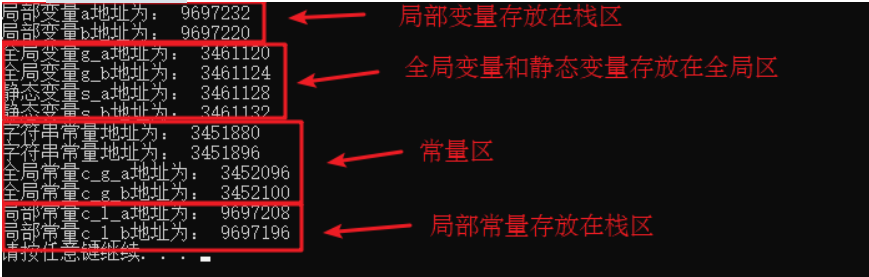 局部变量a地址为： 9697232
局部变量b地址为： 9697220
局部变量存放在栈区
全局变量g_a地址为： 3461120
全局变量g_b地址为： 3461124
静态变量s_a地址为： 3461128
静态变量s_b地址为： 3461132
全局变量和静态变量存放在全局区
字符串常量地址为： 3451880
字符串常量地址为： 3451896
全局常量c_g_a地址为： 3452096
全局常量c_g_b地址为： 3452100
常量区
局部常量c_l_a地址为： 9697208
局部常量c_l_b地址为： 9697196
局部常量存放在栈区
请按任意键继续. . .